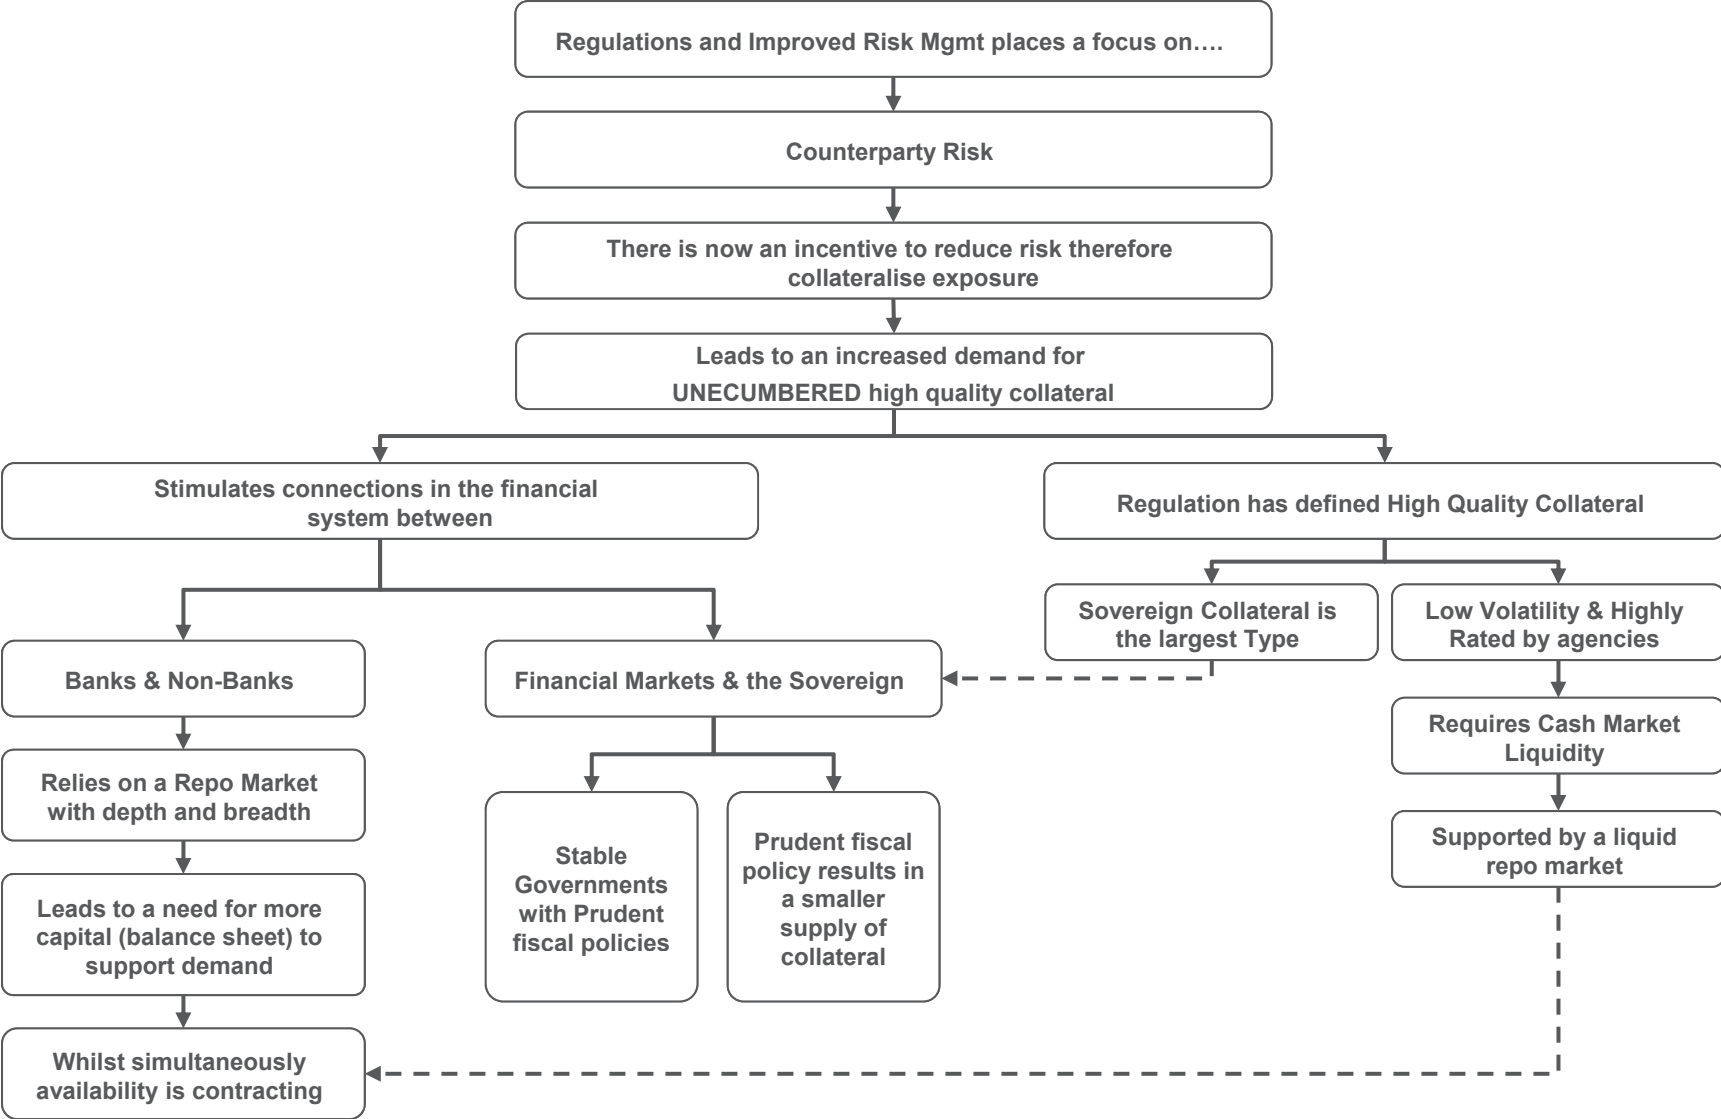 Regulations and Improved Risk Mgmt places a focus on….
Counterparty Risk
There is now an incentive to reduce risk therefore
collateralise exposure
Leads to an increased demand for
UNECUMBERED high quality collateral
Stimulates connections in the financial
system between
Regulation has defined High Quality Collateral
Banks & Non-Banks
Relies on a Repo Market
with depth and breadth
Leads to a need for more
capital (balance sheet) to
support demand
Whilst simultaneously
availability is contracting
Financial Markets & the Sovereign
Stable
Governments
with Prudent
fiscal policies
Prudent fiscal
policy results in
a smaller
supply of
collateral
Sovereign Collateral is
the largest Type
Low Volatility & Highly
Rated by agencies
Requires Cash Market
Liquidity
Supported by a liquid
repo market